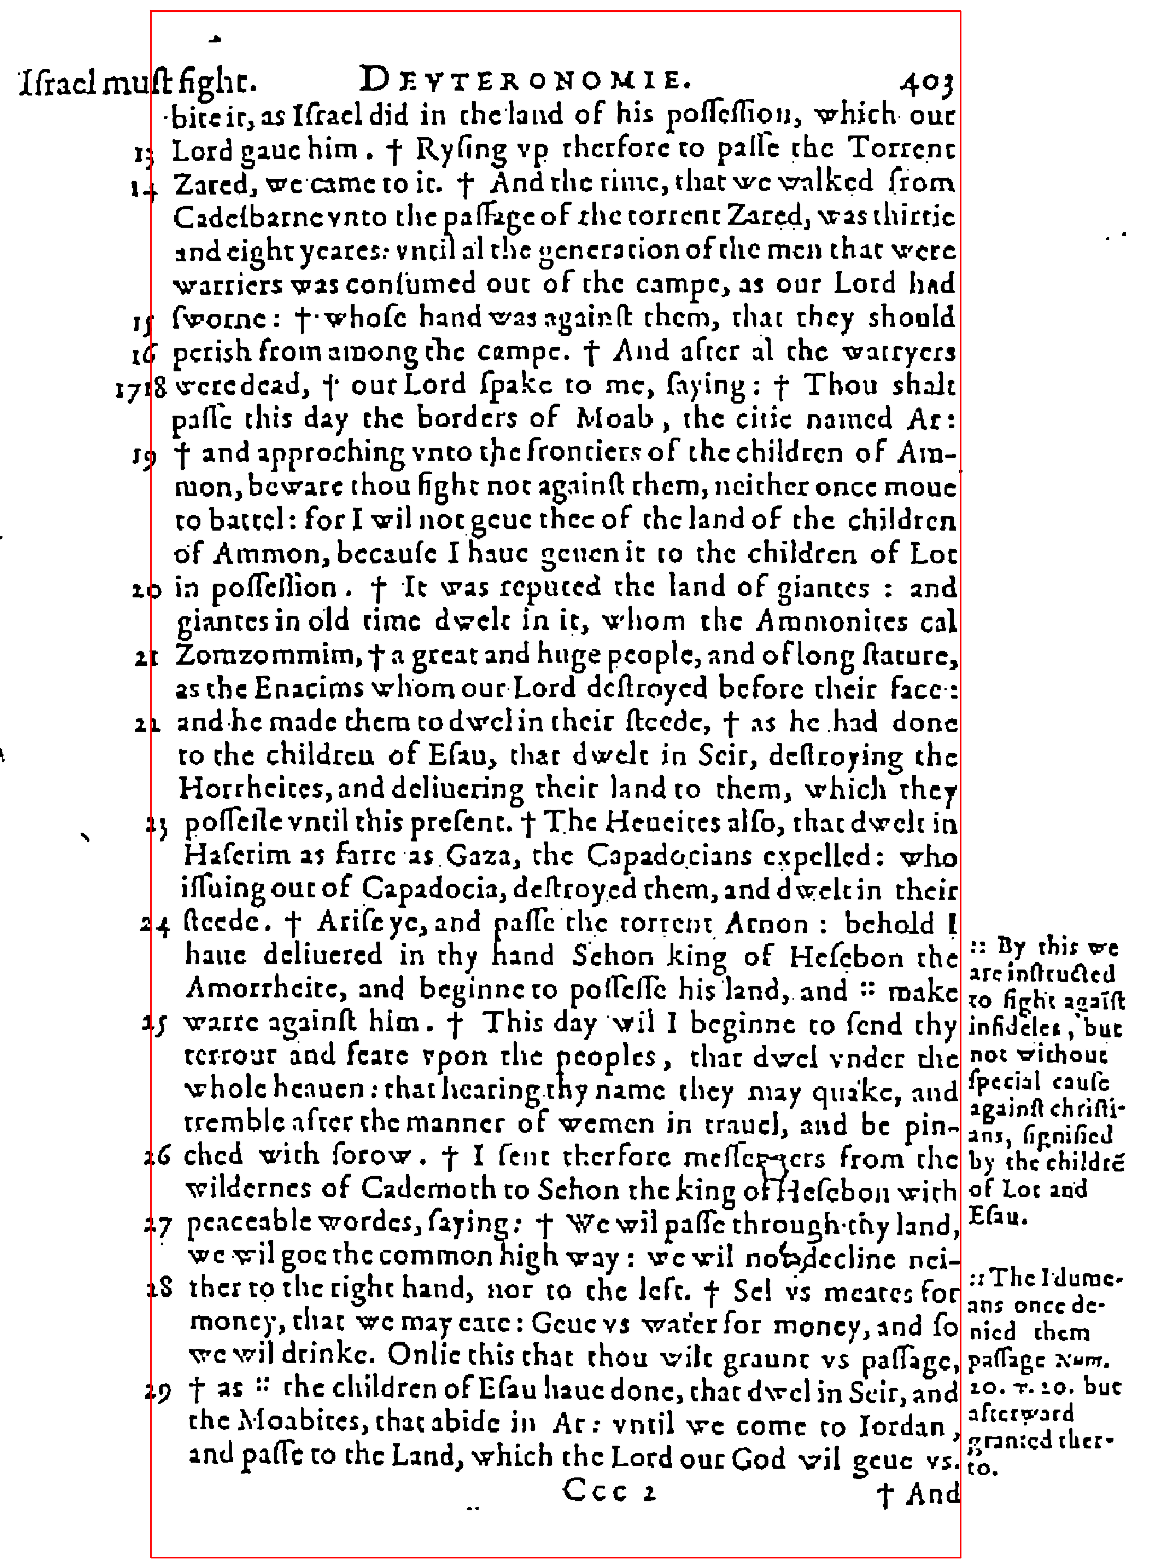 Iſrael muſt fight. DEVTERONOMIE. 403
bite it, as Iſrael did in the land of his poſſeſſion, which our
13 Lord gaue him. † Ryſing vp therfore to paſſe the Torrent
14 Zared, we came to it. † And the time, that we walked from
Cadeſbarne vnto the paſſage of the torrent Zared, was thirtie
and eight yeares: vntil al the generation of the men that were
warriers was conſumed out of the campe, as our Lord had
15 ſworne: † whoſe hand was againſt them, that they should
16 perish from among the campe. † And after al the warryers
17 18 were dead, † our Lord ſpake to me, ſaying: † Thou shalt
paſſe this day the borders of Moab, the citie named Ar:
19 † and approching vnto the frontiers of the children of Am-
mon, beware thou fight not againſt them, neither once moue
to battel: for I wil not geue thee of the land of the children
of Ammon, becauſe I haue geuen it to the children of Lot
20 in poſſeſſion. † It was reputed the land of giantes : and
giantes in old time dwelt in it, whom the Ammonites cal
21 Zomzommim, † a great and huge people, and of long ſtature,
as the Enacims whom our Lord deſtroyed before their face:
22 and he made them to dwel in their ſteede, † as he had done
to the children of Eſau, that dwelt in Seir, deſtroying the
Horrheites, and deliuering their land to them, which they
23 poſſeſſe vntil this preſent. † The Heueites alſo, that dwelt in
Haſerim as farre as Gaza, the Capadocians expelled: who
iſſuing out of Capadocia, deſtroyed them, and dwelt in their
24 ſteede. † Ariſe ye, and paſſe the torrent Arnon : behold I
haue deliuered in thy hand Sehon king of Heſebon the
Amorrheite, and beginne to poſſeſſe his land, and :: make
25 warre againſt him. † This day wil I beginne to ſend thy
terrour and feare vpon the peoples, that dwel vnder the
whole heauen: that hearing thy name they may quake, and
tremble after the manner of wemen in trauel, and be pin-
26 ched with ſorow. † I ſent therfore meſſengers from the
wildernes of Cademoth to Sehon the king of Heſebon with
27 peaceable wordes, ſaying: † We wil paſſe through thy land,
we wil goe the common high way: we wil not decline nei-
28 ther to the right hand, nor to the left. † Sel vs meates for
money, that we may eate: Geue vs water for money, and ſo
we wil drinke. Onlie this that thou wilt graunt vs paſſage,
29 † as :: the children of Eſau haue done, that dwel in Seir, and
the Moabites, that abide in Ar: vntil we come to Iordan,
and paſſe to the Land, which the Lord our God wil geue vs.
Ccc 2 † And
:: By this we
are inſtructed
to fight agaīſt
infideles, but
not without
ſpecial cauſe
againſt chriſti-
ans, ſignified
by the childrē
of Lot and
Eſau.
:: The Idume-
ans once de-
nied them
paſſage Num.
20. v. 20. but
afterward
granted ther-
to.